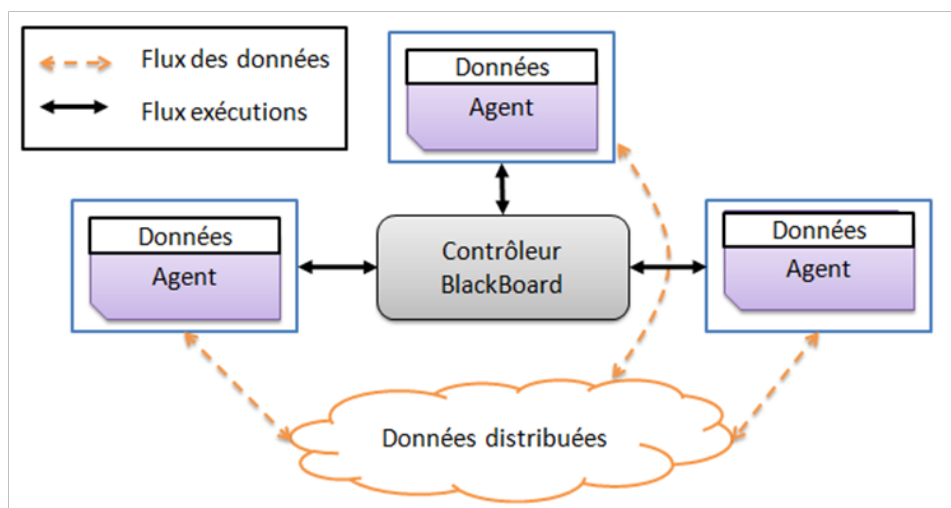 Flux des données
Flux exécutions
Données
Agent
Données
Agent
Contrôleur
BlackBoard
Données
Agent
Données distribuées